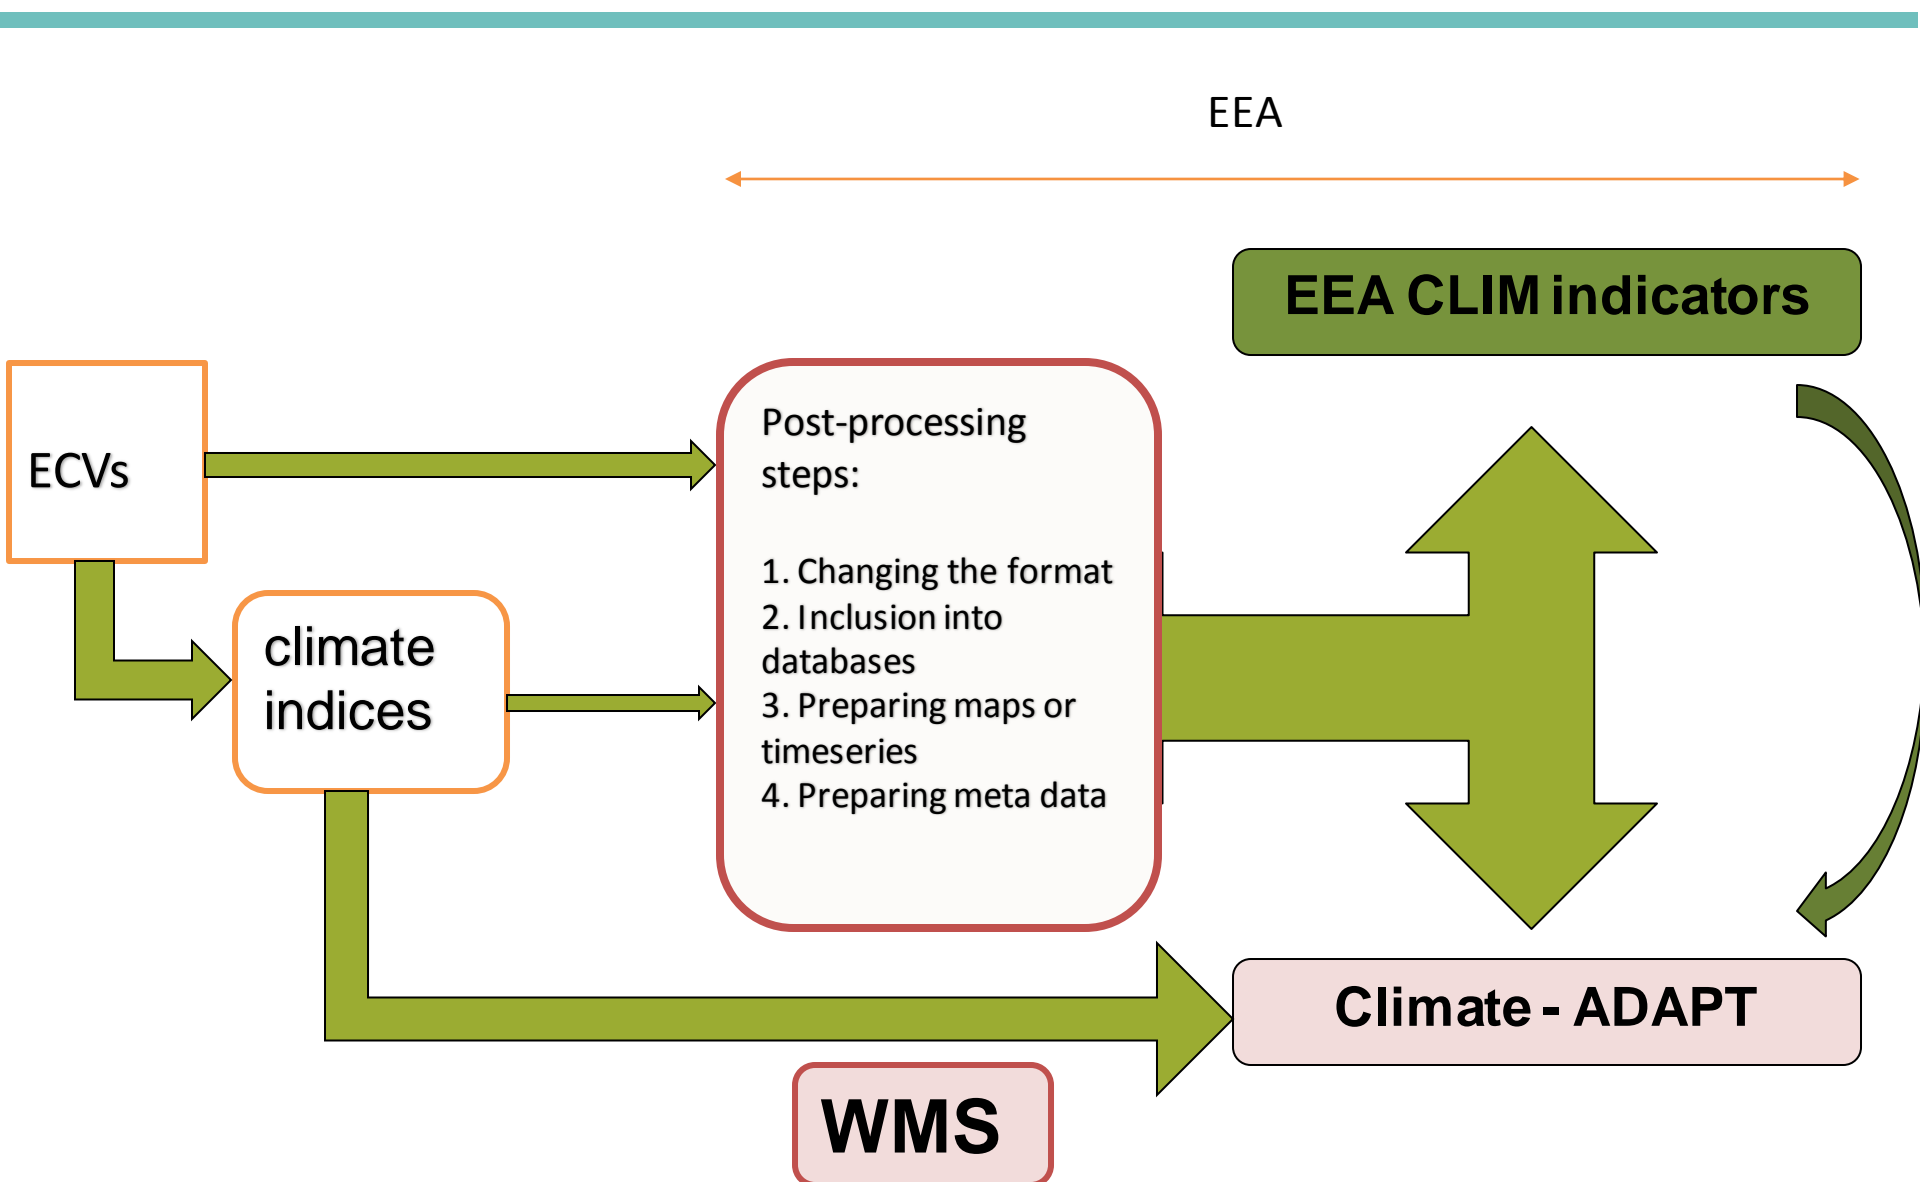 EEA
EEA CLIM indicators
ECVs
climate
indices
Post-processing
steps:
1. Changing the format
2. Inclusion into
databases
3. Preparing maps or
timeseries
4. Preparing meta data
Climate - ADAPT
WMS